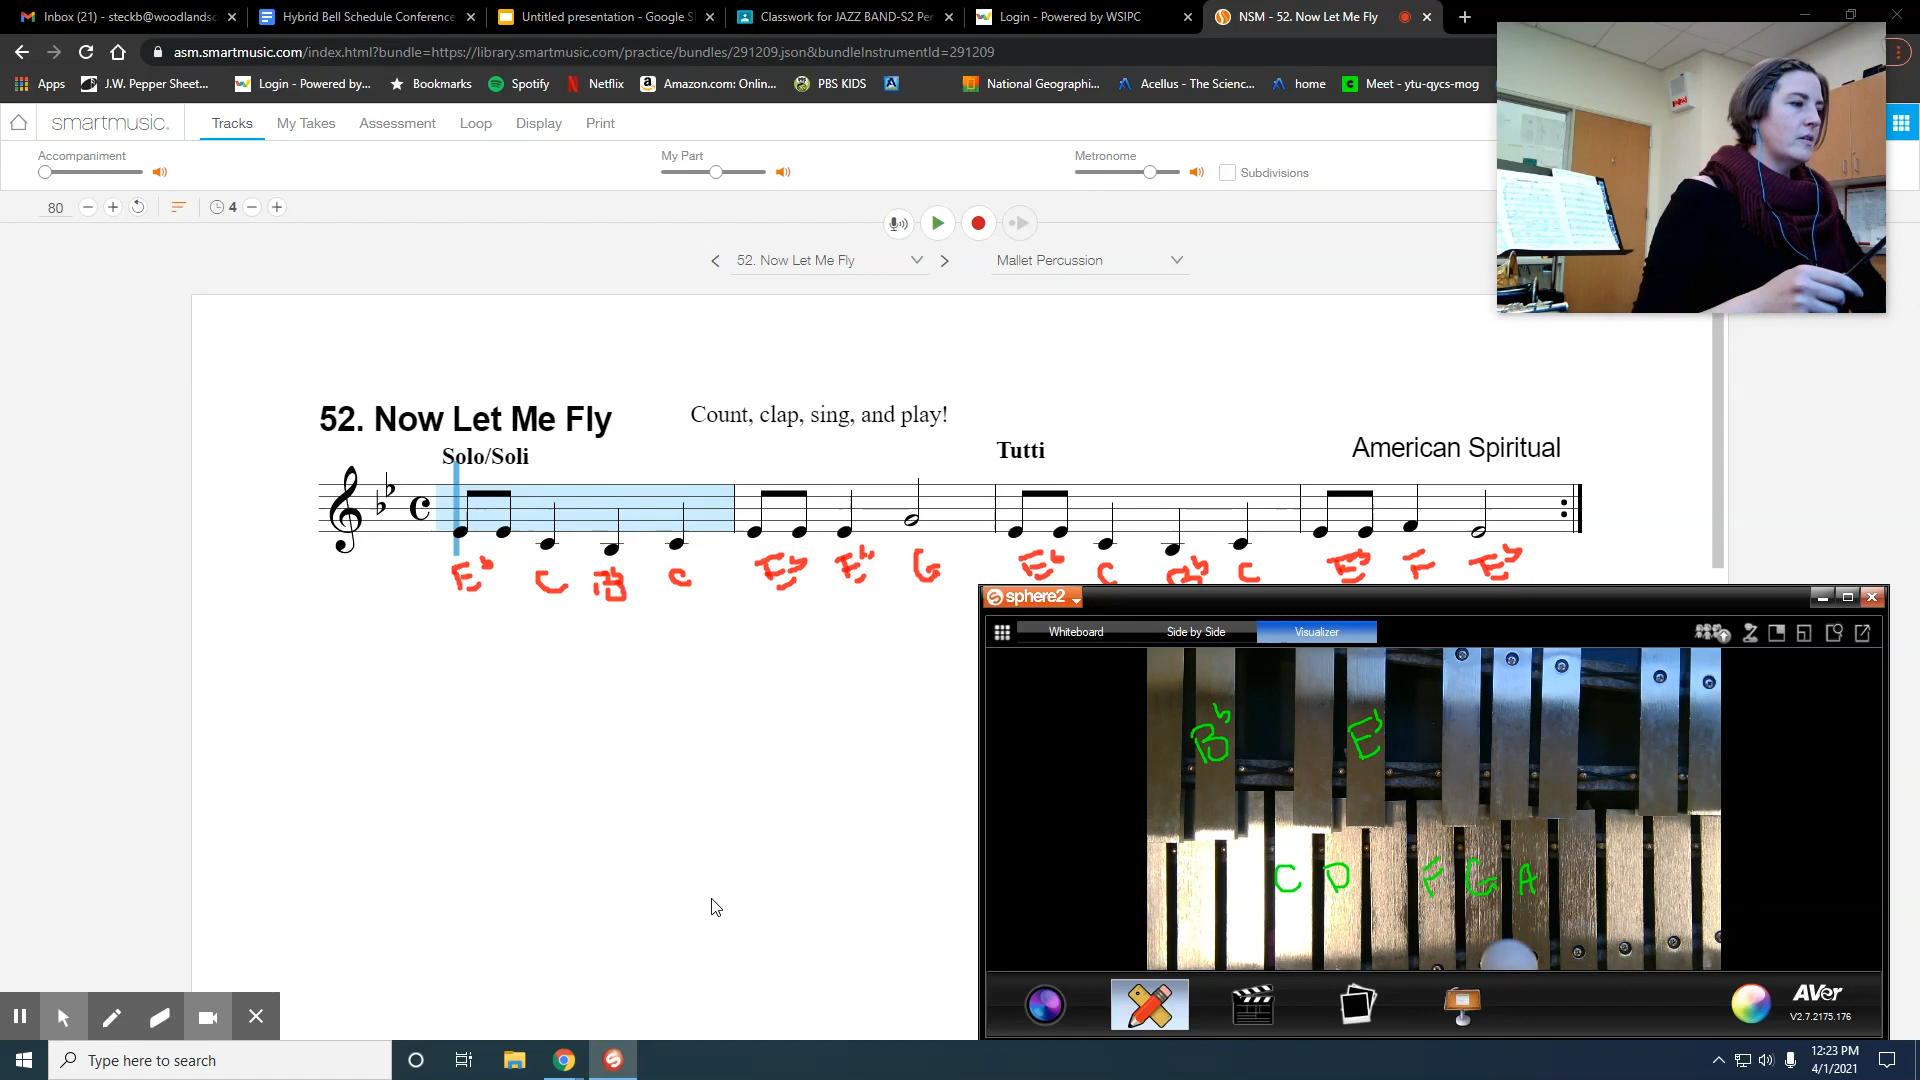 Inbox (21) - steckb@woodlandsc
Hybrid Bell Schedule Conference
Untitled presentation - Google Sl
Classwork for JAZZ BAND-S2 Per
Login - Powered by WSIPC
NSM - 52. Now Let Me Fly
asm.smartmusic.com/index.html?bundle=https://library.smartmusic.com/practice/bundles/291209.json&bundleInstrumentId=291209
Apps J.W. Pepper Sheet... Login - Powered by... Bookmarks Spotify Netflix Amazon.com: Onlin... PBS KIDS National Geographi... Acellus - The Scienc... home Meet - ytu-qycs-mog
smartmusic. Tracks My Takes Assessment Loop Display Print
Accompaniment My Part Metronome
Subdivisions
80 4
52. Now Let Me Fly Mallet Percussion
52. Now Let Me Fly Count, clap, sing, and play!
Solo/Soli Tutti American Spiritual
E♭ C B♭ C E♭ E♭ G E♭ C B♭ C E♭ F E♭
sphere2
Whiteboard Side by Side Visualizer
B♭ E♭
C D F G A
AVer
V2.7.2175.176
Type here to search
12:23 PM
4/1/2021